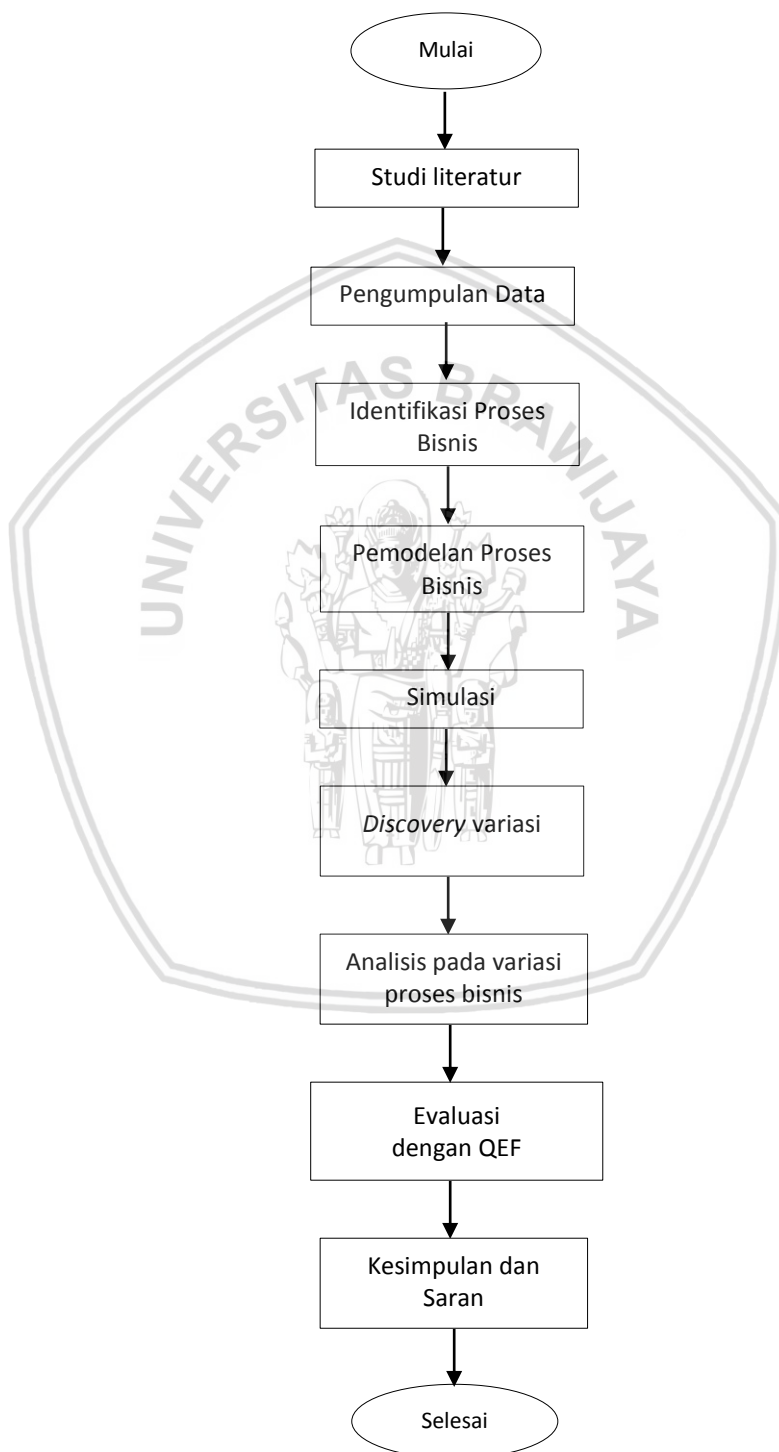 Mulai
Studi literatur
Pengumpulan Data
UNIVERSITAS BRAWIJAYA
Identifikasi Proses
Bisnis
Pemodelan Proses
Bisnis
Simulasi
Discovery variasi
Analisis pada variasi
proses bisnis
Evaluasi
dengan QEF
Kesimpulan dan
Saran
Selesai